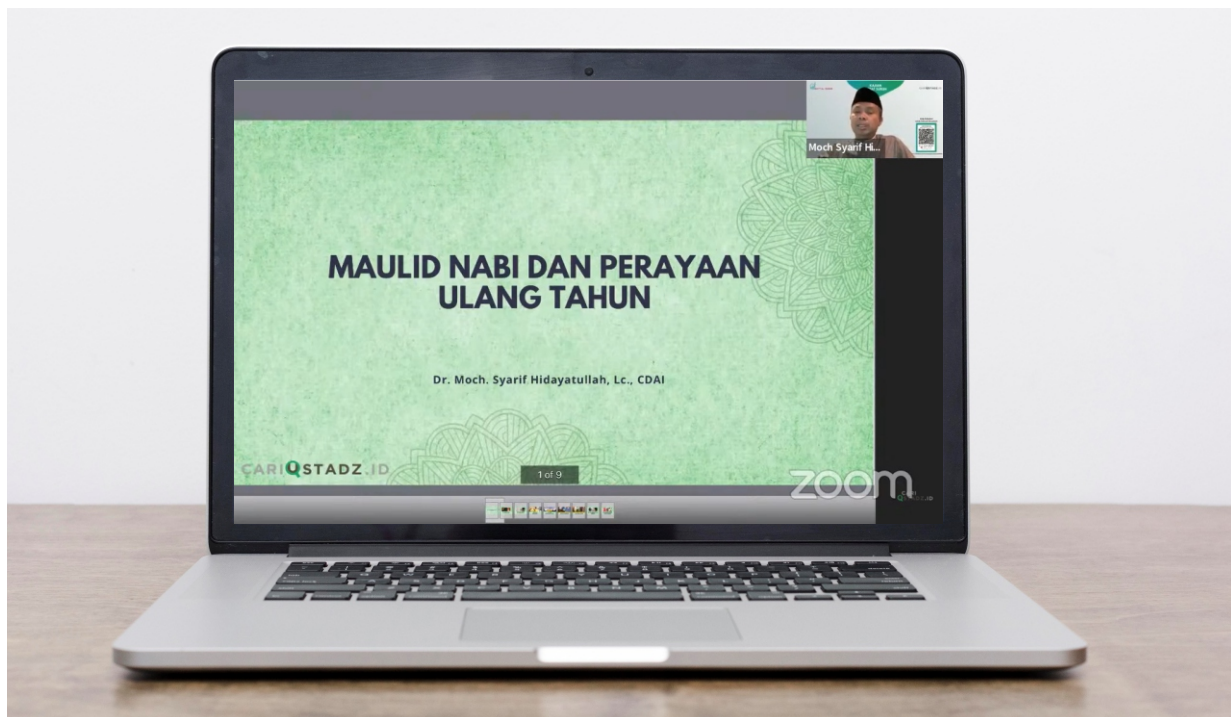 Moch Syarif Hi...
MAULID NABI DAN PERAYAAN
ULANG TAHUN
Dr. Moch. Syarif Hidayatullah, Lc., CDAI
CARIUSTADZ.ID
1 of 9
zoom